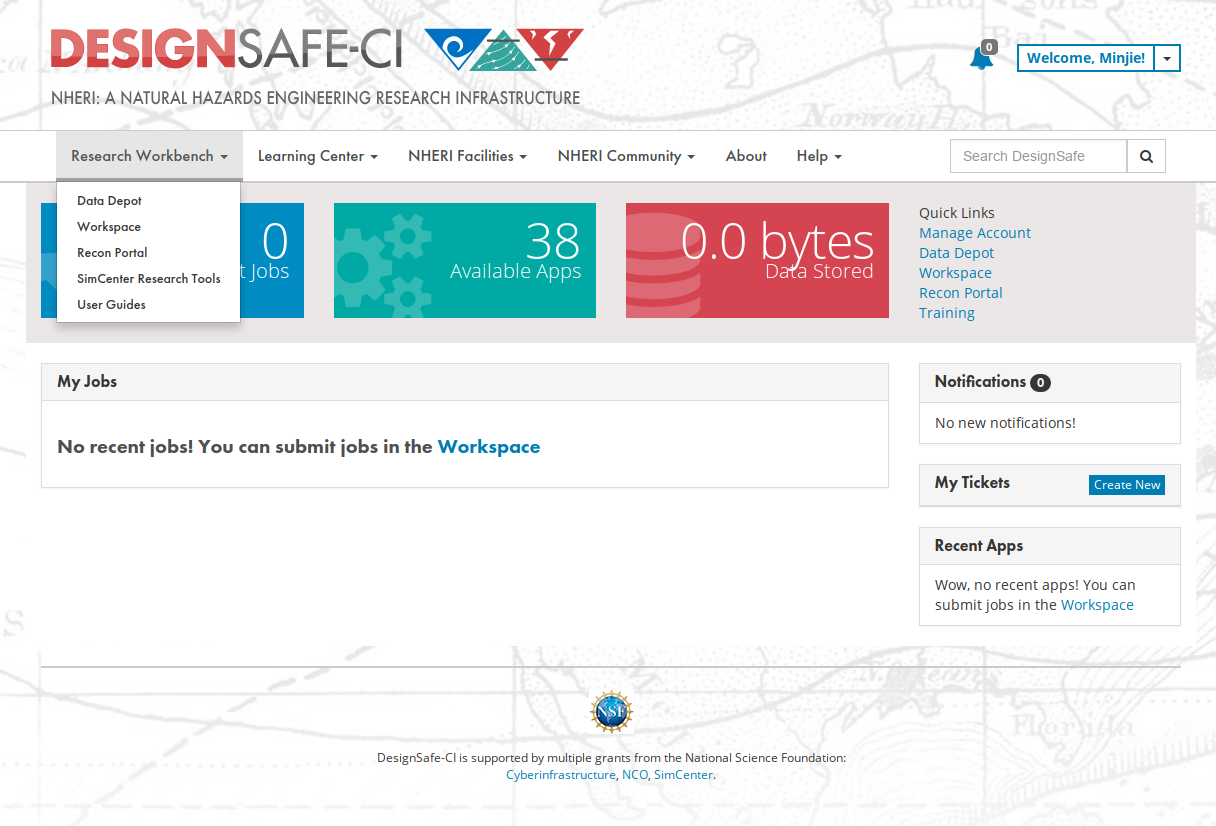 DESIGNSAFE-CI
NHERI: A NATURAL HAZARDS ENGINEERING RESEARCH INFRASTRUCTURE
0
Welcome, Minjie!
Research Workbench
Learning Center
NHERI Facilities
NHERI Community
About
Help
Search DesignSafe
Data Depot
Workspace
Recon Portal
SimCenter Research Tools
User Guides
0
t Jobs
38
Available Apps
0.0 bytes
Data Stored
Quick Links
Manage Account
Data Depot
Workspace
Recon Portal
Training
My Jobs
No recent jobs! You can submit jobs in the Workspace
Notifications 0
No new notifications!
My Tickets
Create New
Recent Apps
Wow, no recent apps! You can
submit jobs in the Workspace
NSF
DesignSafe-CI is supported by multiple grants from the National Science Foundation:
Cyberinfrastructure, NCO, SimCenter.